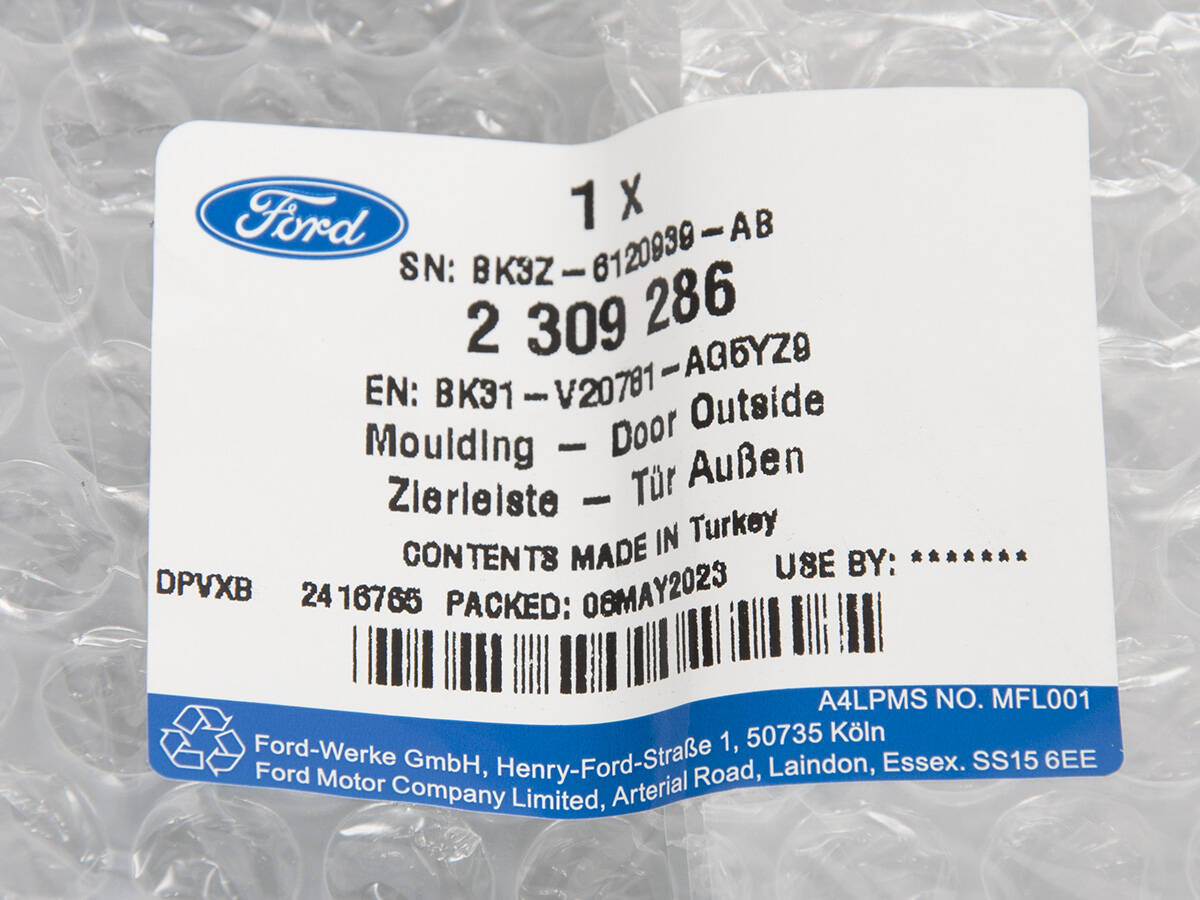 Ford
1 X
SN: BK3Z-6120939-AB
2 309 286
EN: BK31-V20781-AG5YZ9
Moulding - Door Outside
Zierleiste - Tür Außen
CONTENTS MADE IN Turkey
DPVXB 2416765 PACKED: 08MAY2023 USE BY: *******
A4LPMS NO. MFL001
Ford-Werke GmbH, Henry-Ford-Straße 1, 50735 Köln
Ford Motor Company Limited, Arterial Road, Laindon, Essex. SS15 6EE